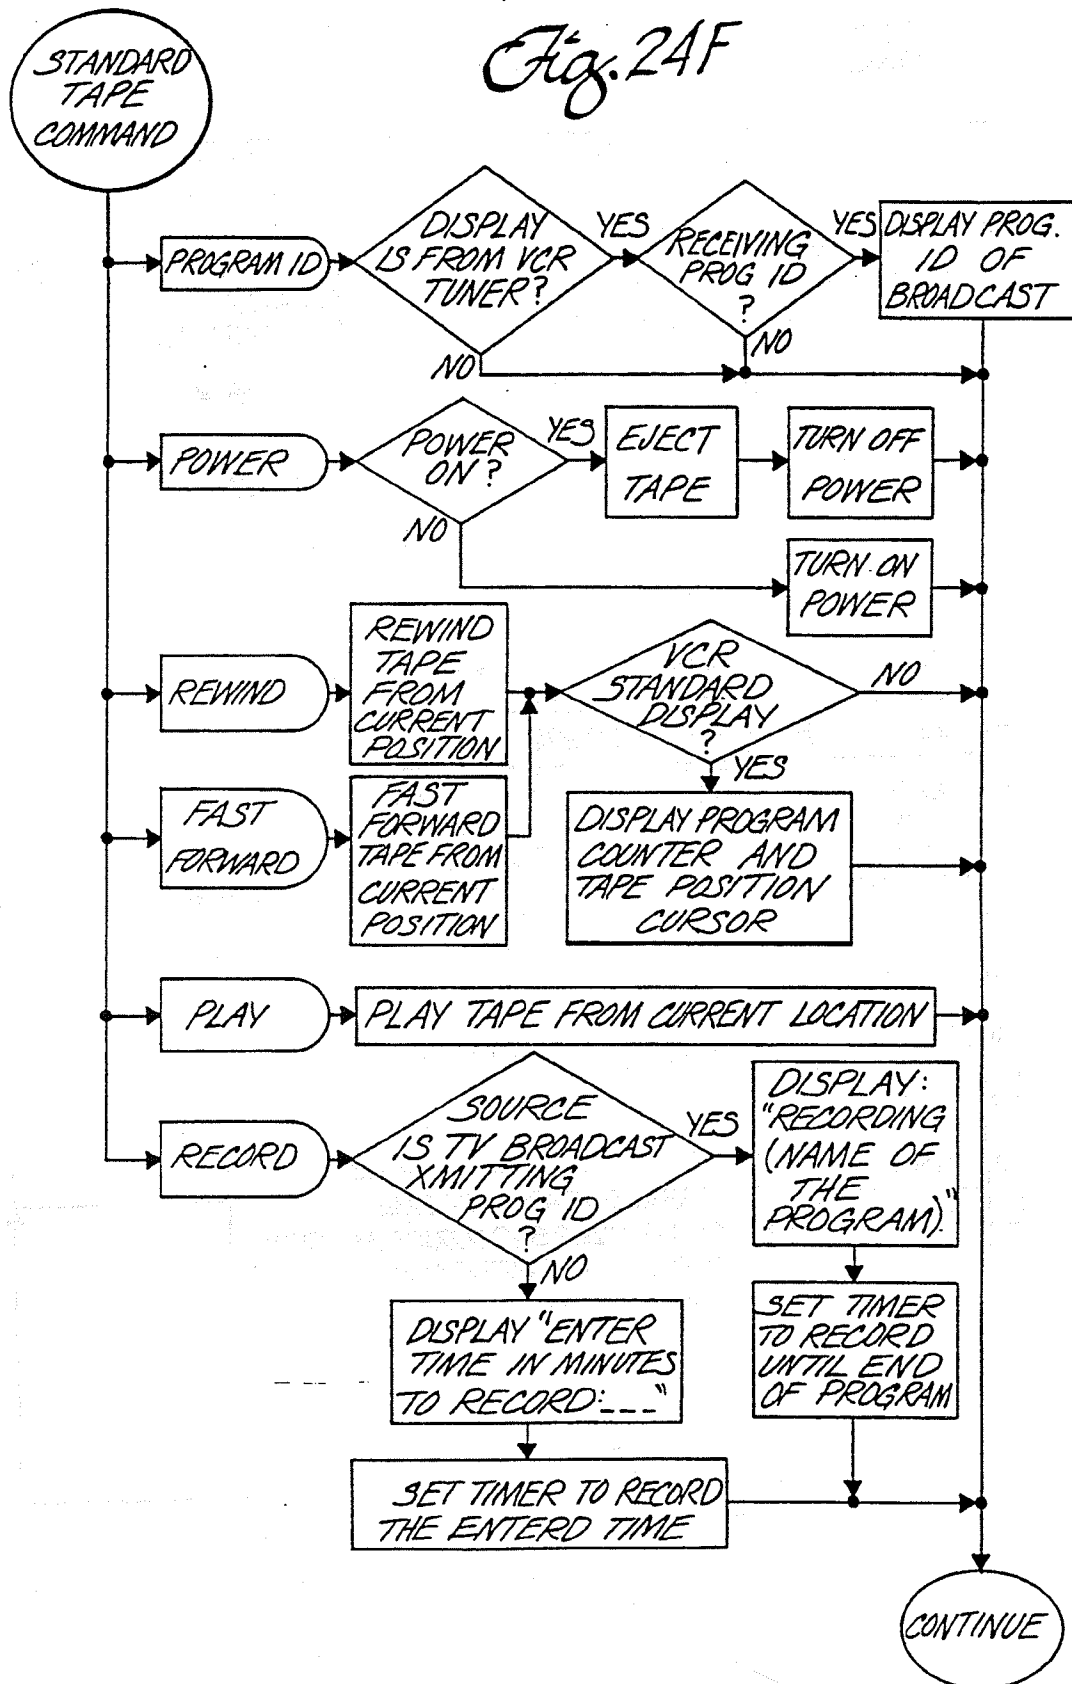 Fig. 24F
STANDARD
TAPE
COMMAND
PROGRAM ID
DISPLAY
IS FROM VCR
TUNER?
YES
NO
RECEIVING
PROG ID
?
YES
NO
DISPLAY PROG.
ID OF
BROADCAST
POWER
POWER
ON?
YES
NO
EJECT
TAPE
TURN OFF
POWER
TURN ON
POWER
REWIND
REWIND
TAPE
FROM
CURRENT
POSITION
VCR
STANDARD
DISPLAY
?
NO
YES
FAST
FORWARD
FAST
FORWARD
TAPE FROM
CURRENT
POSITION
DISPLAY PROGRAM
COUNTER AND
TAPE POSITION
CURSOR
PLAY
PLAY TAPE FROM CURRENT LOCATION
RECORD
SOURCE
IS TV BROADCAST
XMITTING
PROG ID
?
YES
NO
DISPLAY:
"RECORDING
(NAME OF
THE
PROGRAM)."
SET TIMER
TO RECORD
UNTIL END
OF PROGRAM
DISPLAY "ENTER
TIME IN MINUTES
TO RECORD:___"
SET TIMER TO RECORD
THE ENTERD TIME
CONTINUE